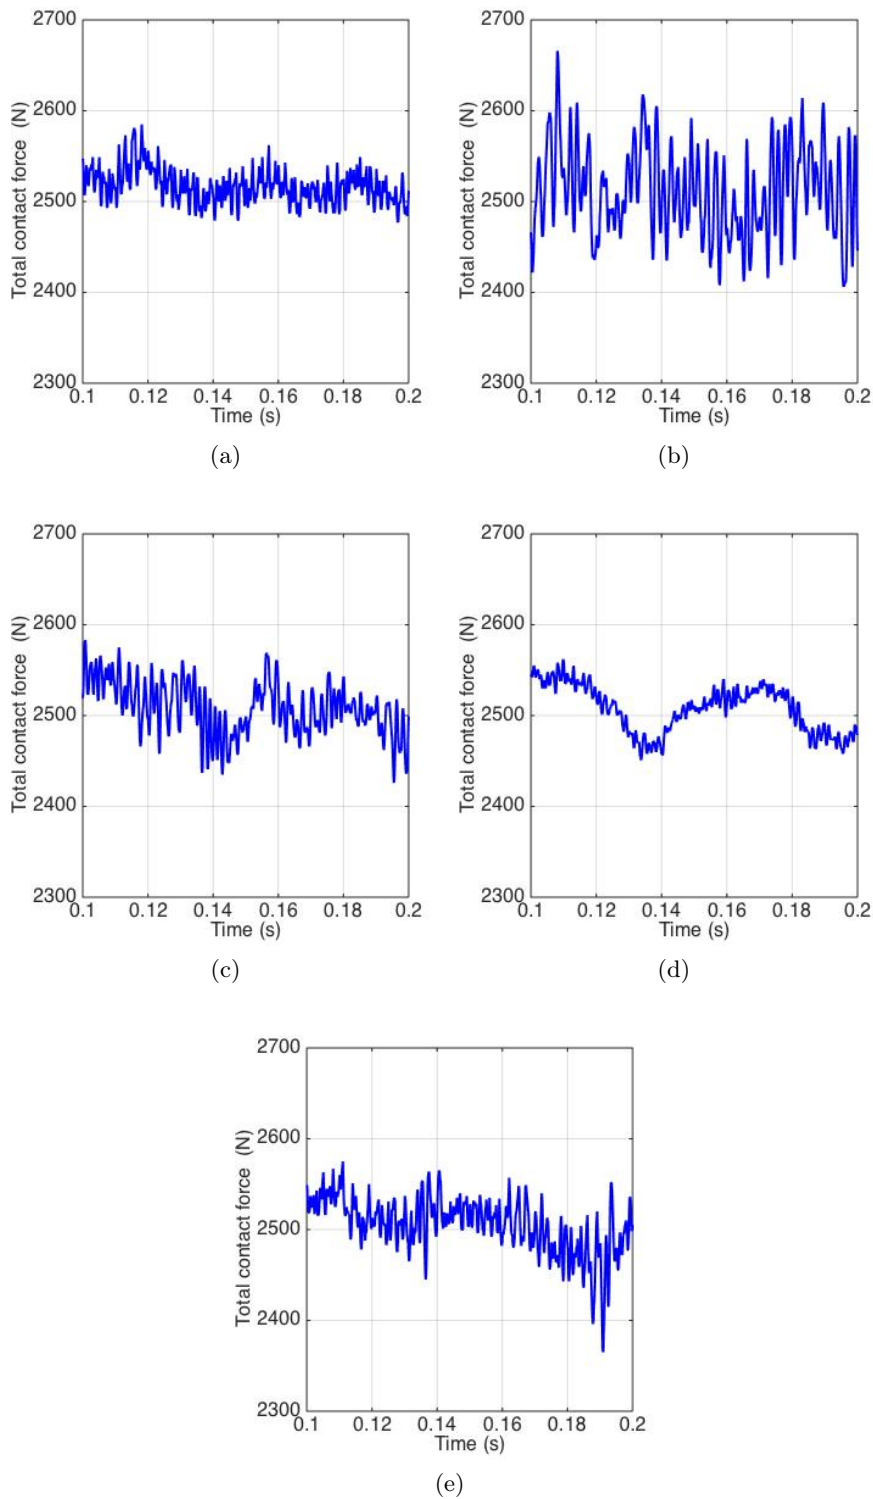 2700
2600
2500
2400
2300
Total contact force (N)
0.1 0.12 0.14 0.16 0.18 0.2
Time (s)
(a)
2700
2600
2500
2400
2300
Total contact force (N)
0.1 0.12 0.14 0.16 0.18 0.2
Time (s)
(b)
2700
2600
2500
2400
2300
Total contact force (N)
0.1 0.12 0.14 0.16 0.18 0.2
Time (s)
(c)
2700
2600
2500
2400
2300
Total contact force (N)
0.1 0.12 0.14 0.16 0.18 0.2
Time (s)
(d)
2700
2600
2500
2400
2300
Total contact force (N)
0.1 0.12 0.14 0.16 0.18 0.2
Time (s)
(e)